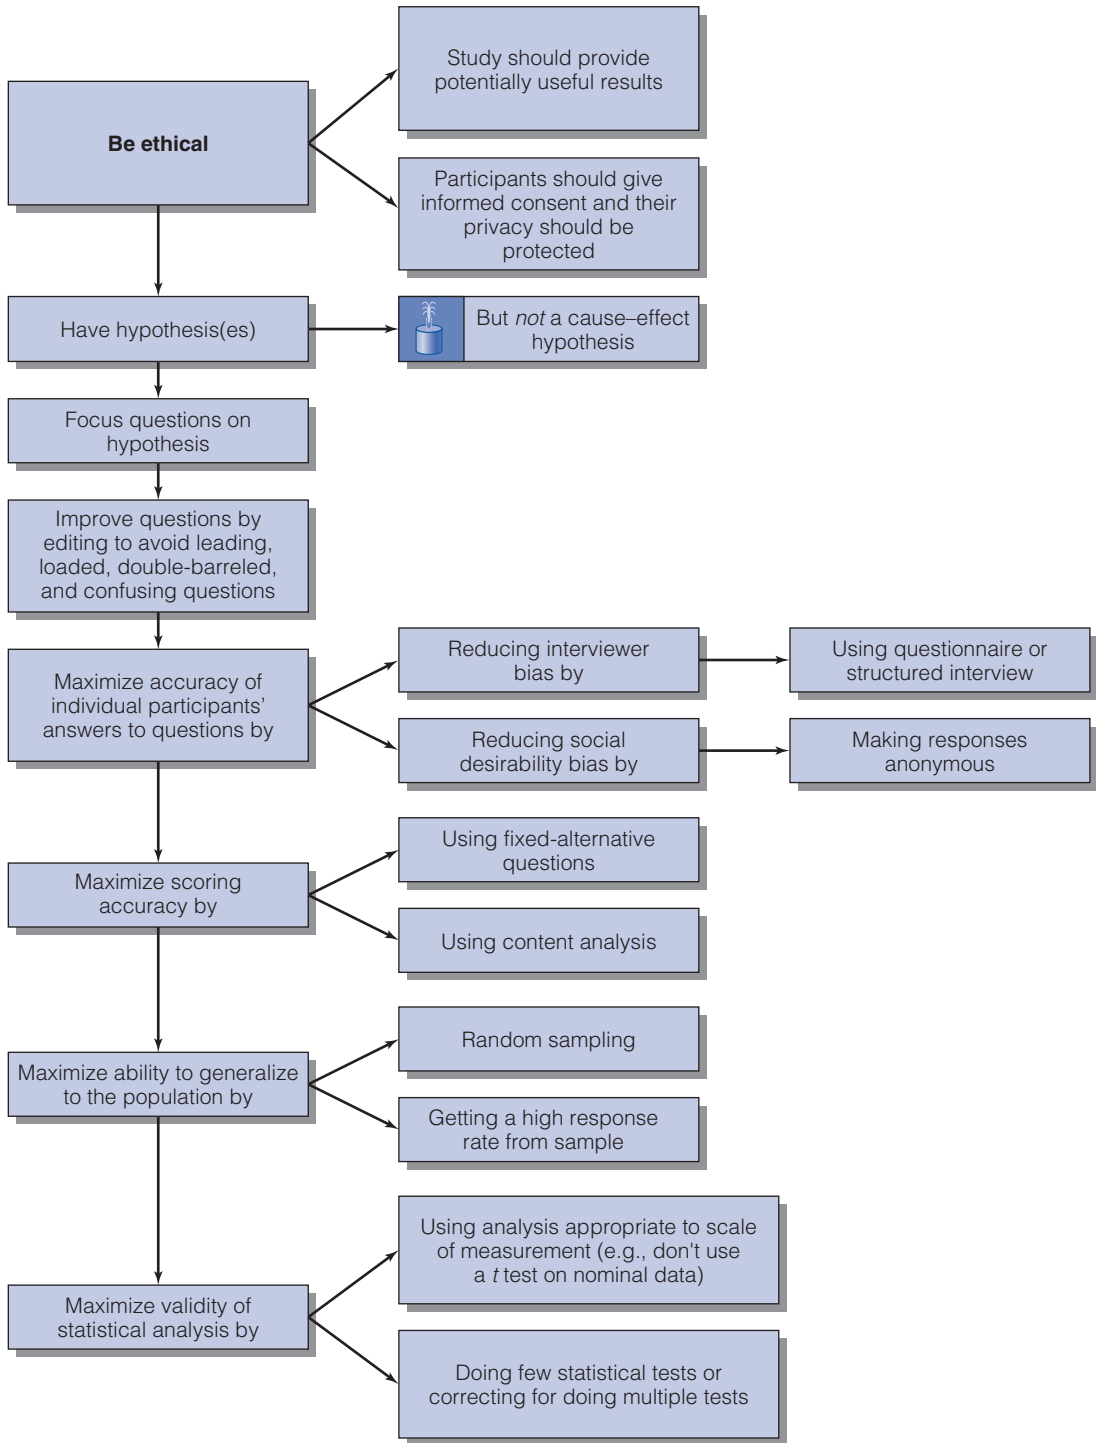 Study should provide
potentially useful results
Be ethical
Participants should give
informed consent and their
privacy should be
protected
Have hypothesis(es)
But not a cause–effect
hypothesis
Focus questions on
hypothesis
Improve questions by
editing to avoid leading,
loaded, double-barreled,
and confusing questions
Maximize accuracy of
individual participants’
answers to questions by
Reducing interviewer
bias by
Using questionnaire or
structured interview
Reducing social
desirability bias by
Making responses
anonymous
Maximize scoring
accuracy by
Using fixed-alternative
questions
Using content analysis
Maximize ability to generalize
to the population by
Random sampling
Getting a high response
rate from sample
Maximize validity of
statistical analysis by
Using analysis appropriate to scale
of measurement (e.g., don't use
a t test on nominal data)
Doing few statistical tests or
correcting for doing multiple tests